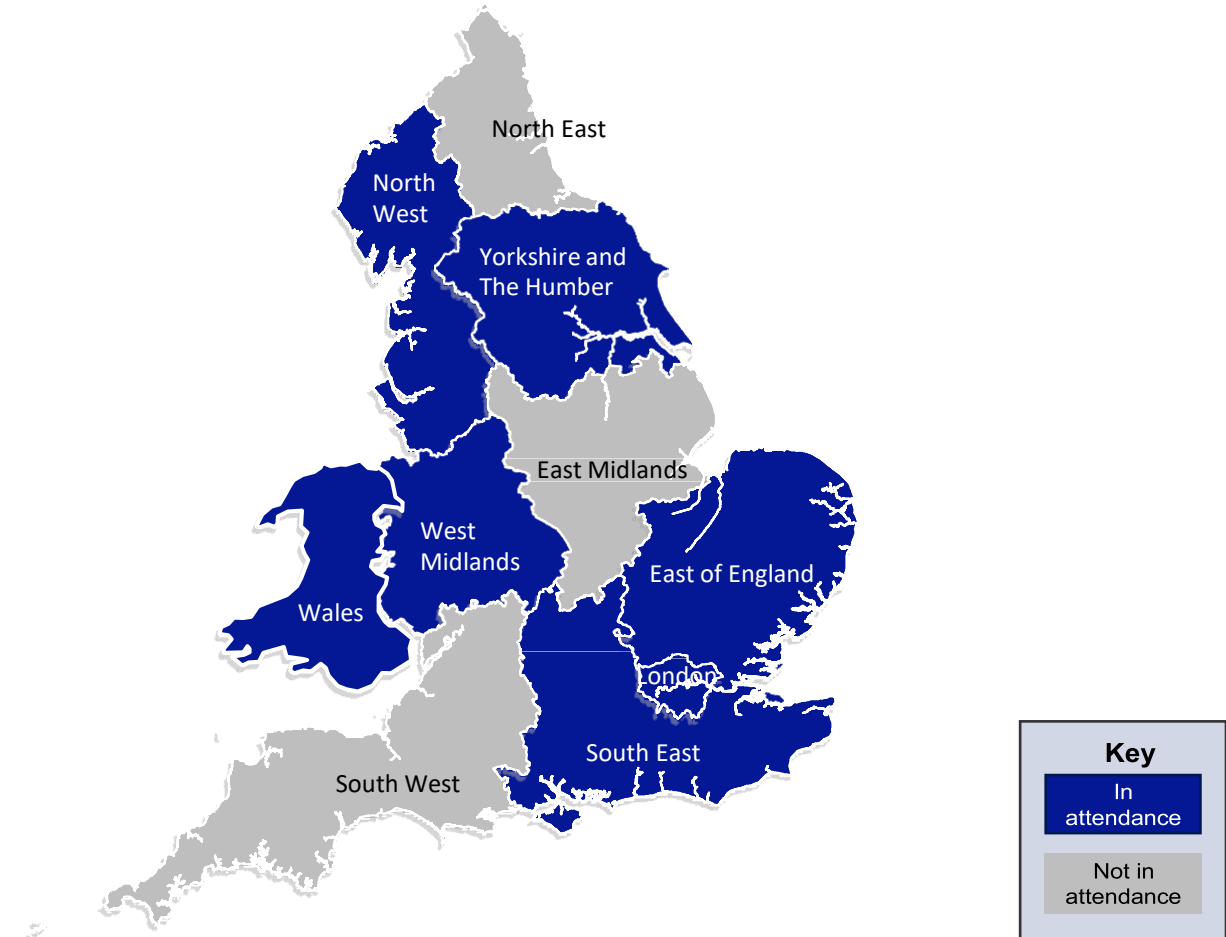 North East
North
West
Yorkshire and
The Humber
East Midlands
West
Midlands
East of England
Wales
London
South East
South West
Key
In
attendance
Not in
attendance